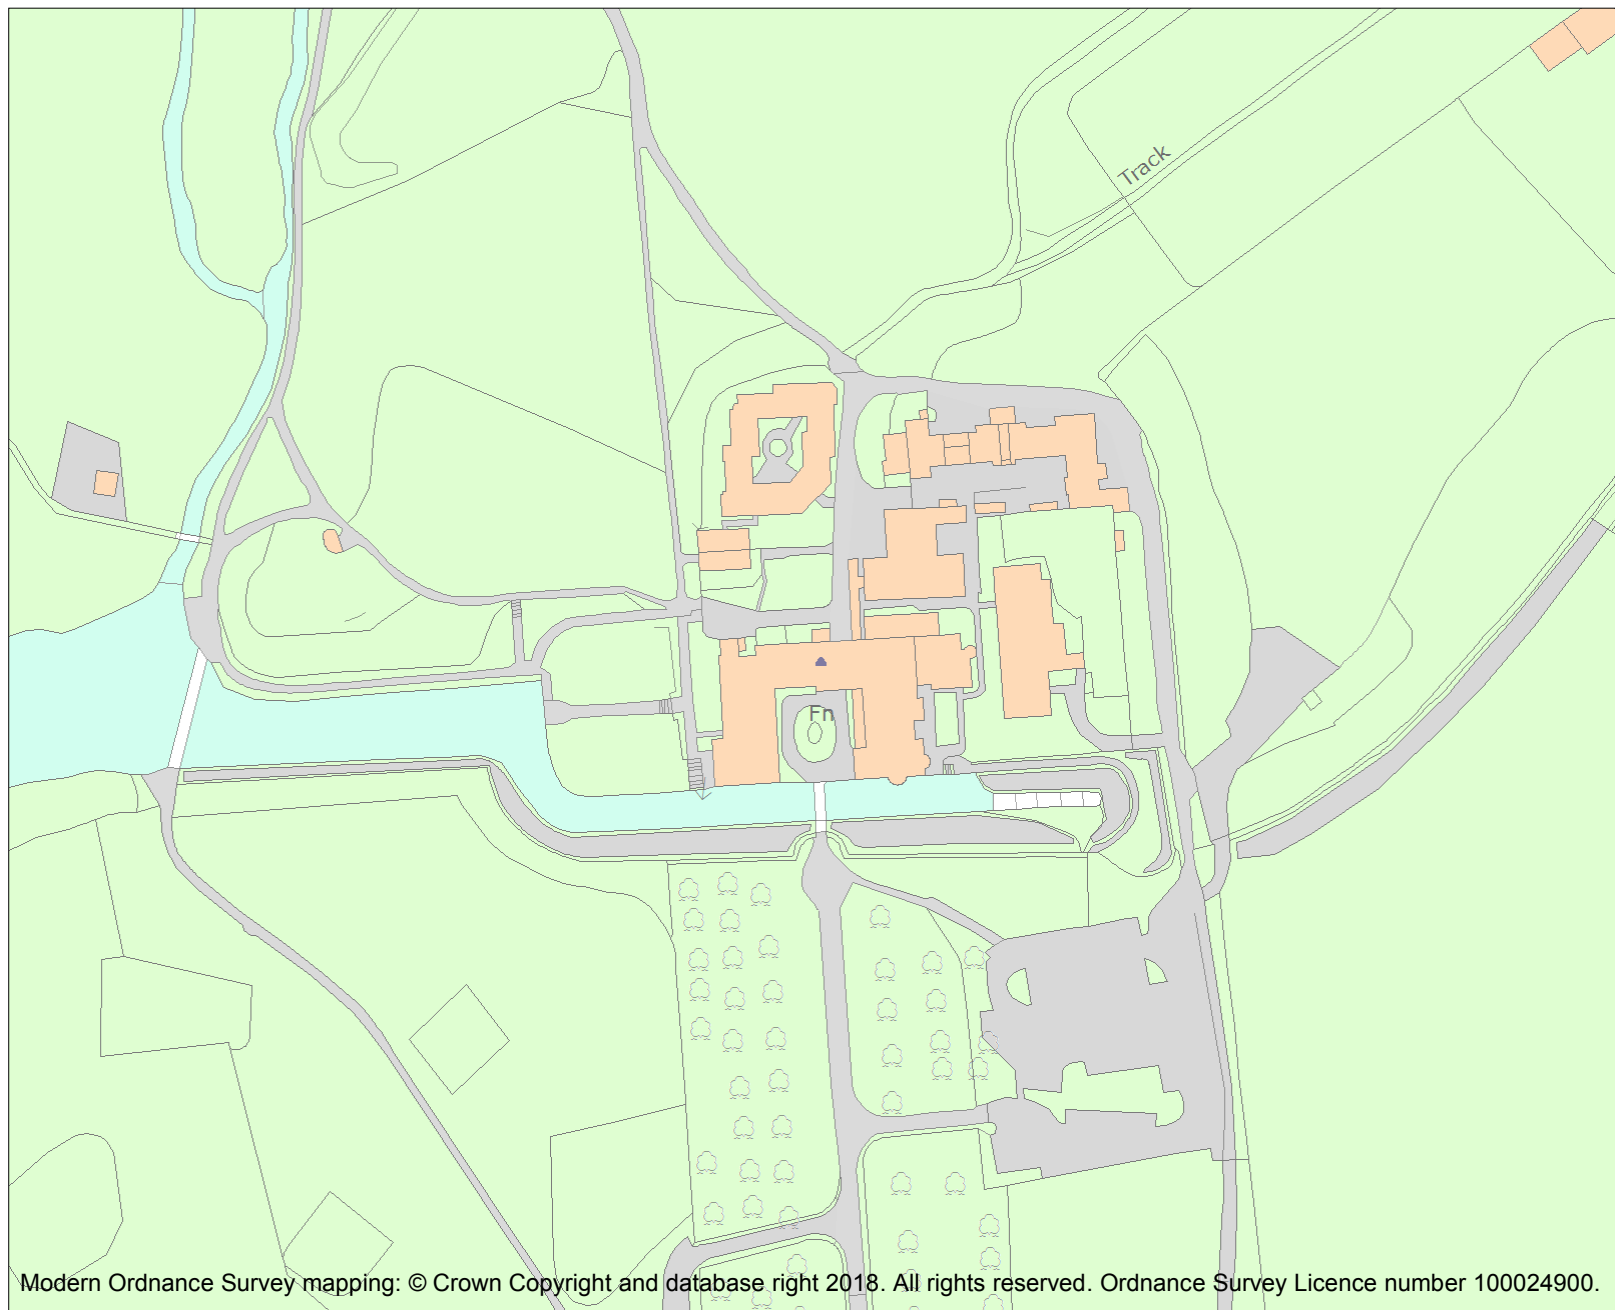 Track
Fn
Modern Ordnance Survey mapping: © Crown Copyright and database right 2018. All rights reserved. Ordnance Survey Licence number 100024900.